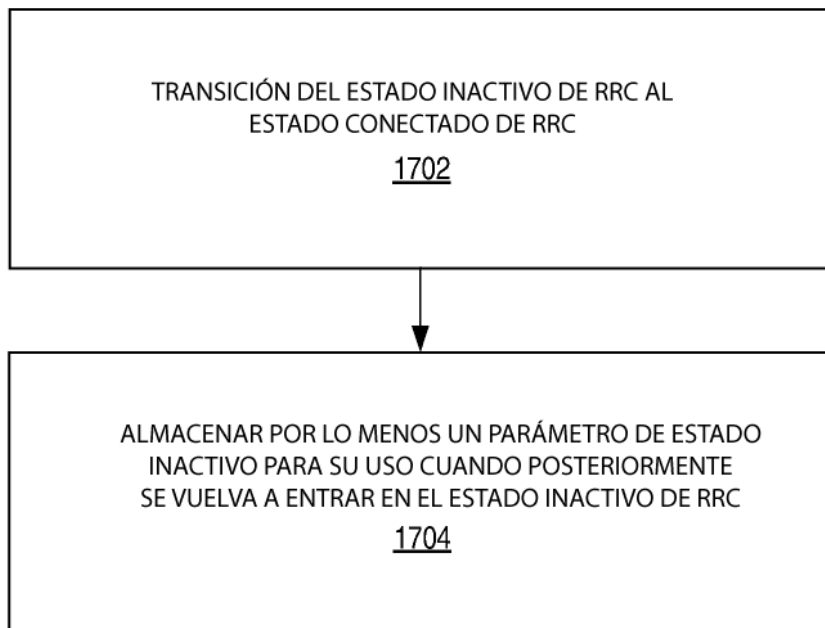 TRANSICIÓN DEL ESTADO INACTIVO DE RRC AL
ESTADO CONECTADO DE RRC
1702
ALMACENAR POR LO MENOS UN PARÁMETRO DE ESTADO
INACTIVO PARA SU USO CUANDO POSTERIORMENTE
SE VUELVA A ENTRAR EN EL ESTADO INACTIVO DE RRC
1704